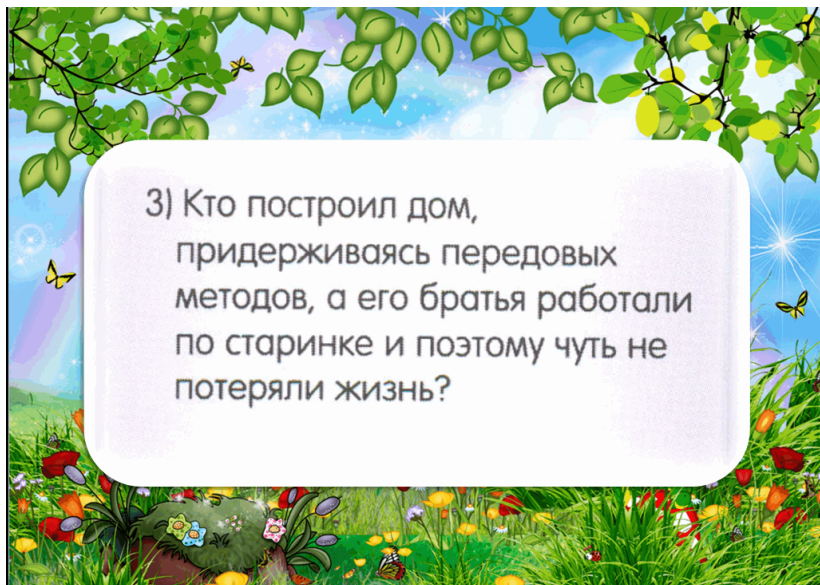 3) Кто построил дом,
придерживаясь передовых
методов, а его братья работали
по старинке и поэтому чуть не
потеряли жизнь?